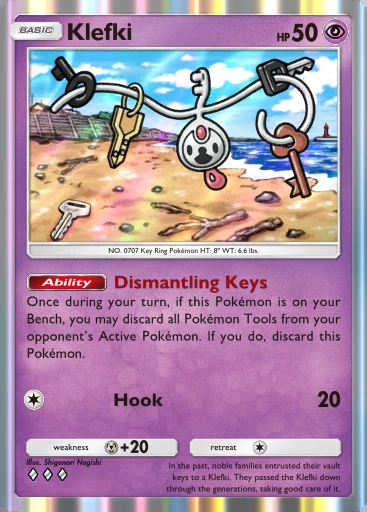 BASIC Klefki HP 50
NO. 0707 Key Ring Pokémon HT: 8" WT: 6.6 lbs.
Ability Dismantling Keys
Once during your turn, if this Pokémon is on your
Bench, you may discard all Pokémon Tools from your
opponent's Active Pokémon. If you do, discard this
Pokémon.
Hook 20
weakness +20 retreat
Illus. Shigenori Negishi
In the past, noble families entrusted their vault
keys to a Klefki. They passed the Klefki down
through the generations, taking good care of it.